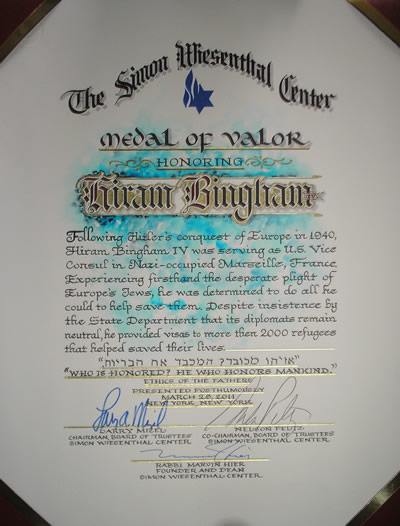 The Simon Wiesenthal Center
Medal of Valor
Honoring
Hiram Bingham
Following Hitler's conquest of Europe in 1940,
Hiram Bingham IV was serving as U.S. Vice
Consul in Nazi-occupied Marseille, France.
Experiencing firsthand the desperate plight of
Europe's Jews, he was determined to do all he
could to help save them. Despite insistence by
the State Department that its diplomats remain
neutral, he provided visas to more then 2000 refugees
that helped saved their lives.
"איזהו מכובד? המכבד את הבריות"
"Who is honored? He who honors mankind."
Ethics of the Fathers
Presented posthumously
March 28, 2011
New York, New York
Larry Mizel
Nelson Peltz
Chairman, Board of Trustees
Co-Chairman, Board of Trustees
Simon Wiesenthal Center
Simon Wiesenthal Center
Rabbi Marvin Hier
Founder and Dean
Simon Wiesenthal Center